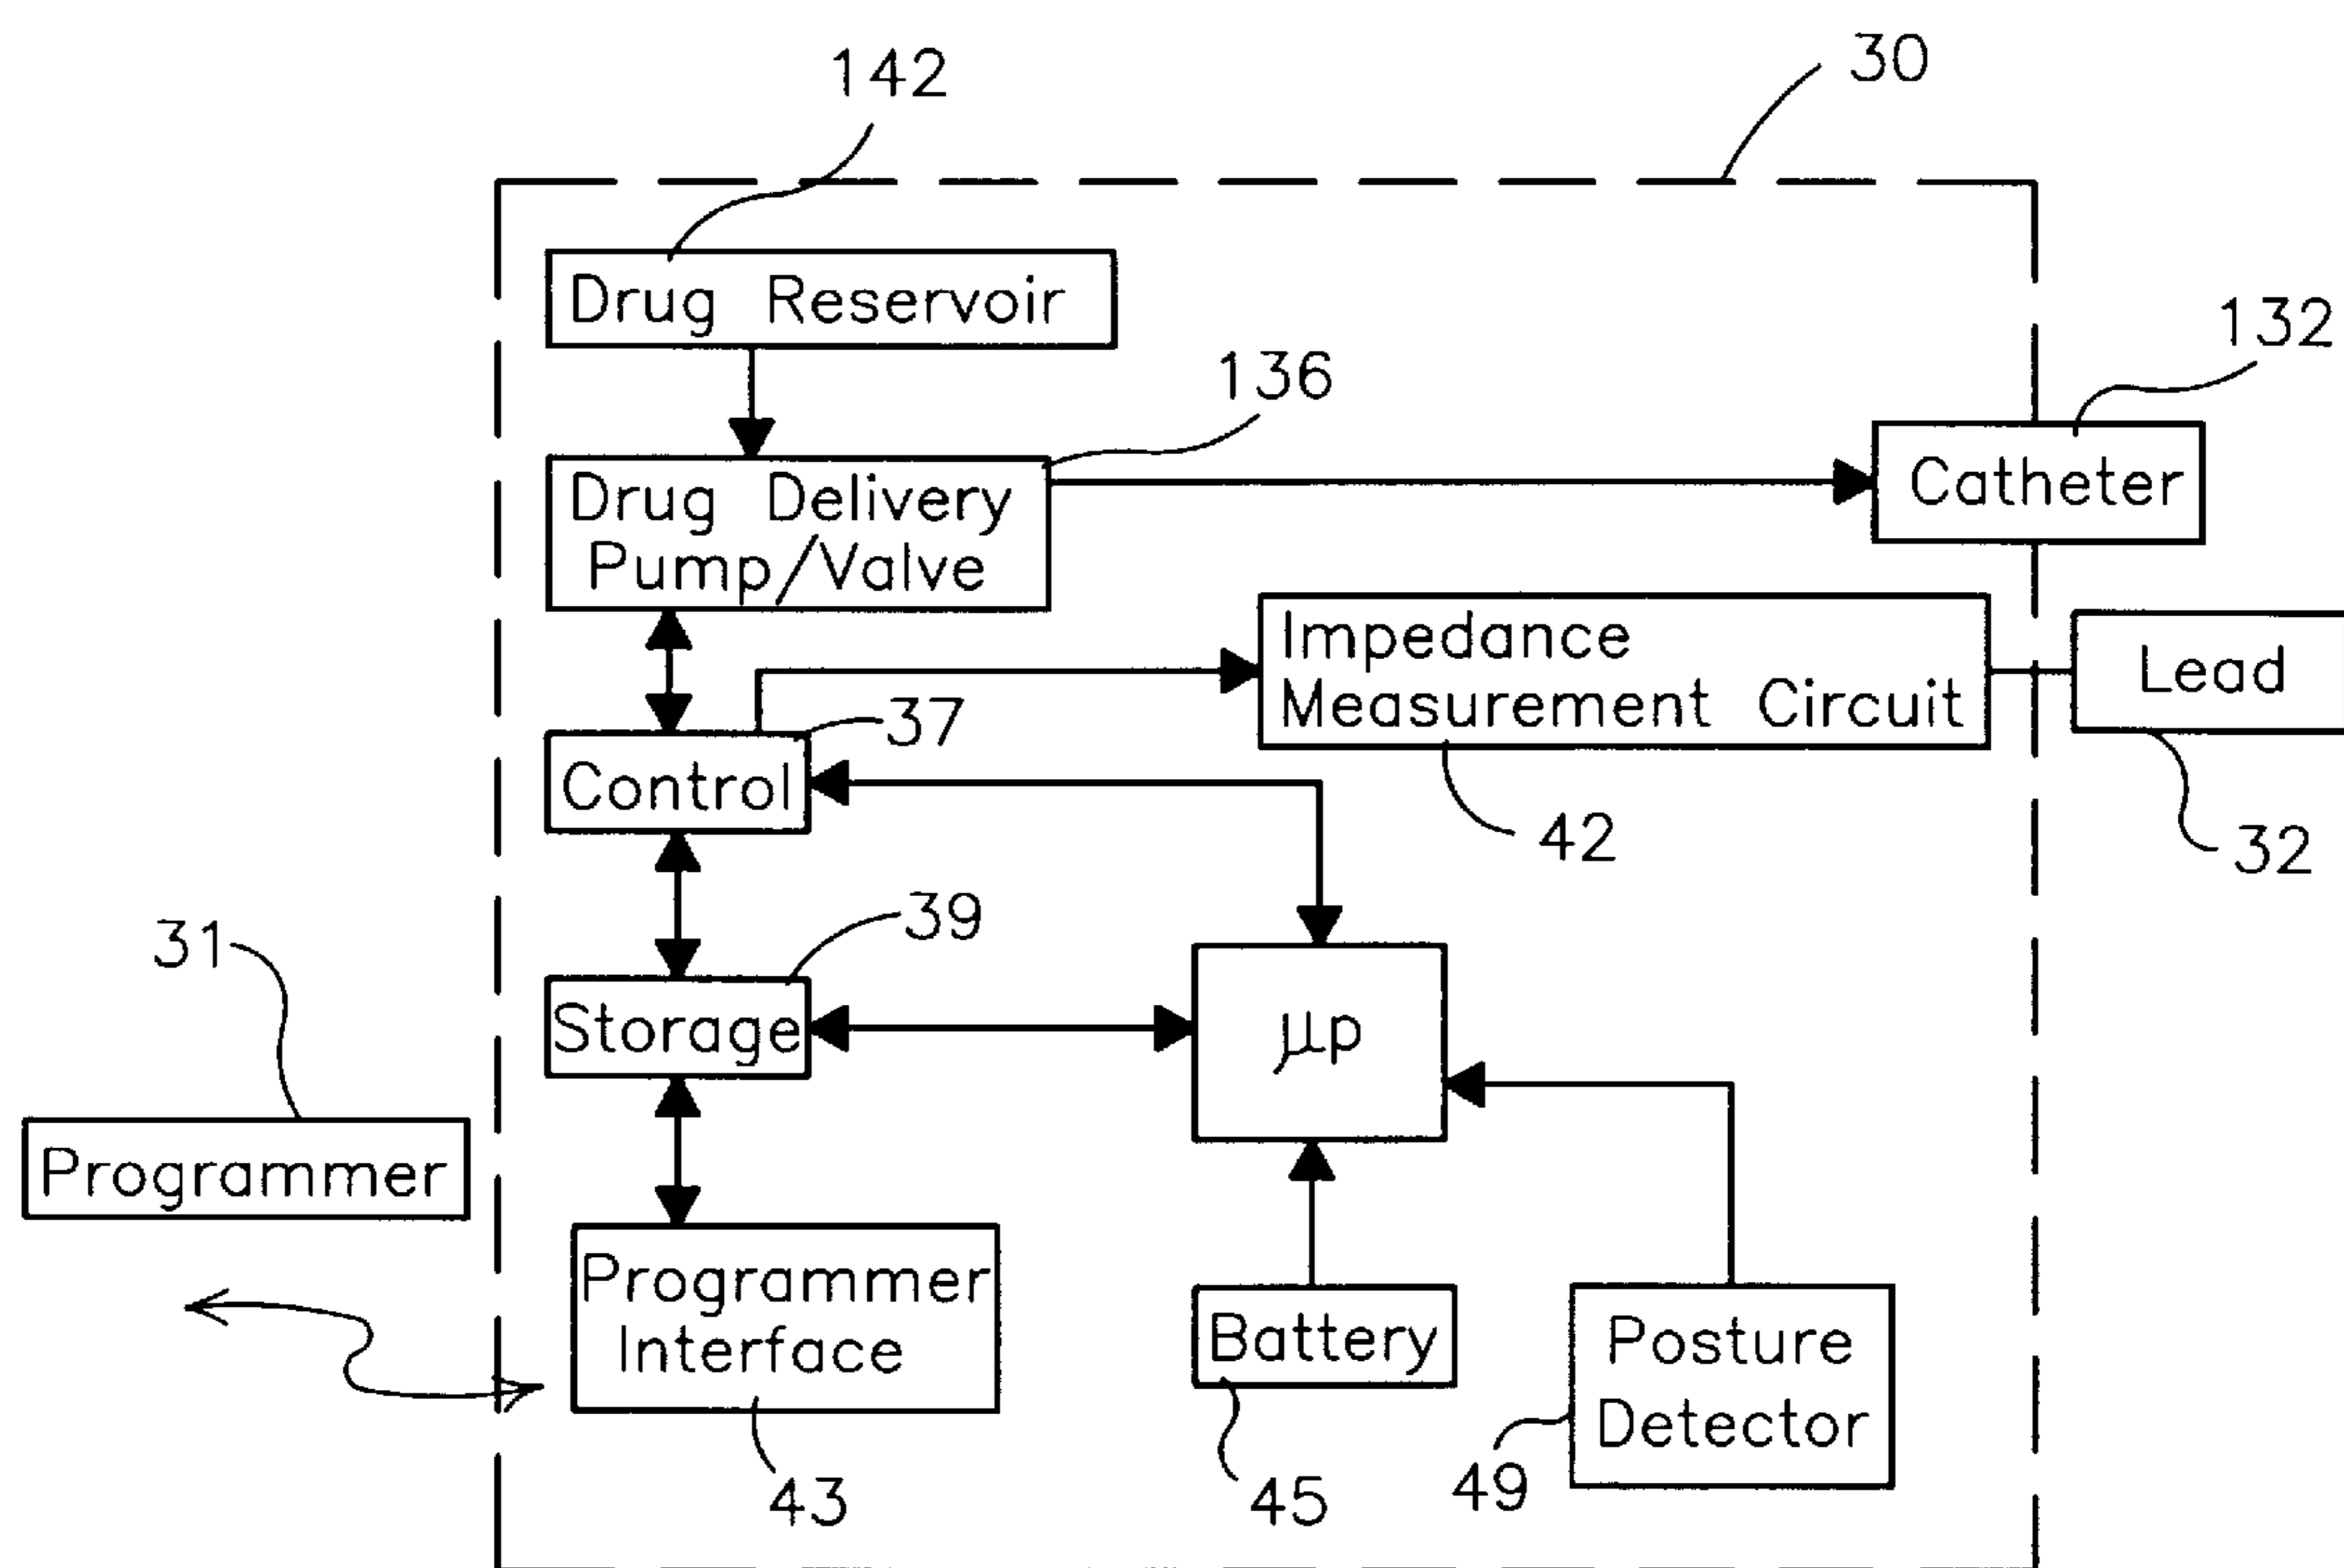 142
30
Drug Reservoir
132
136
Catheter
Drug Delivery
Pump/Valve
Impedance
Measurement Circuit
Lead
37
Control
42
32
39
31
Storage
μp
Programmer
Programmer
Interface
Battery
Posture
Detector
43
45
49